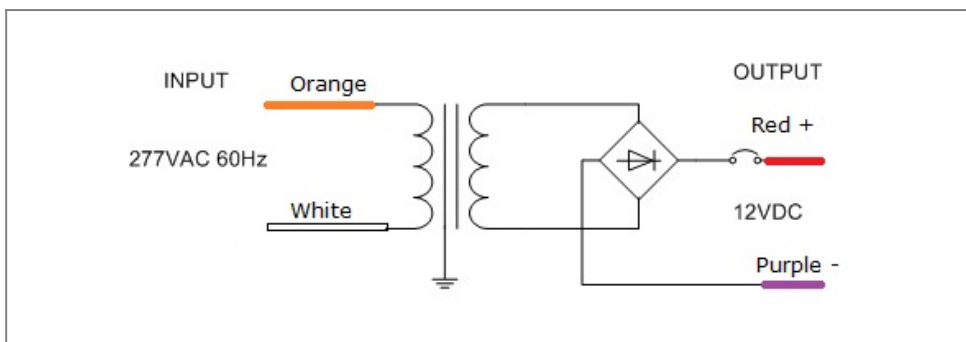 INPUT
Orange
277VAC 60Hz
White
OUTPUT
Red +
12VDC
Purple -